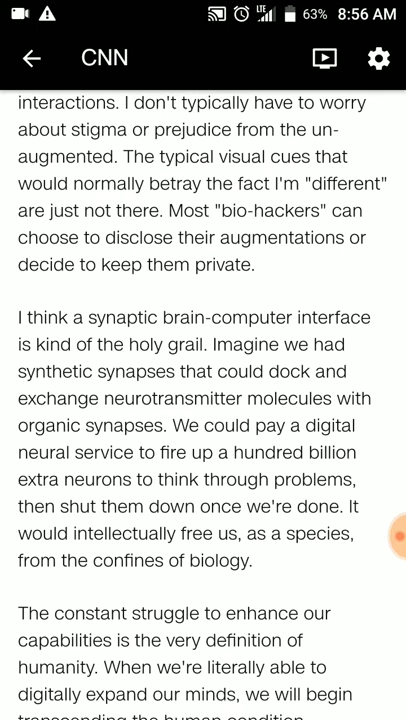 LTE 63% 8:56 AM
CNN
interactions. I don't typically have to worry
about stigma or prejudice from the un-
augmented. The typical visual cues that
would normally betray the fact I'm "different"
are just not there. Most "bio-hackers" can
choose to disclose their augmentations or
decide to keep them private.
I think a synaptic brain-computer interface
is kind of the holy grail. Imagine we had
synthetic synapses that could dock and
exchange neurotransmitter molecules with
organic synapses. We could pay a digital
neural service to fire up a hundred billion
extra neurons to think through problems,
then shut them down once we're done. It
would intellectually free us, as a species,
from the confines of biology.
The constant struggle to enhance our
capabilities is the very definition of
humanity. When we're literally able to
digitally expand our minds, we will begin
transcending the human condition